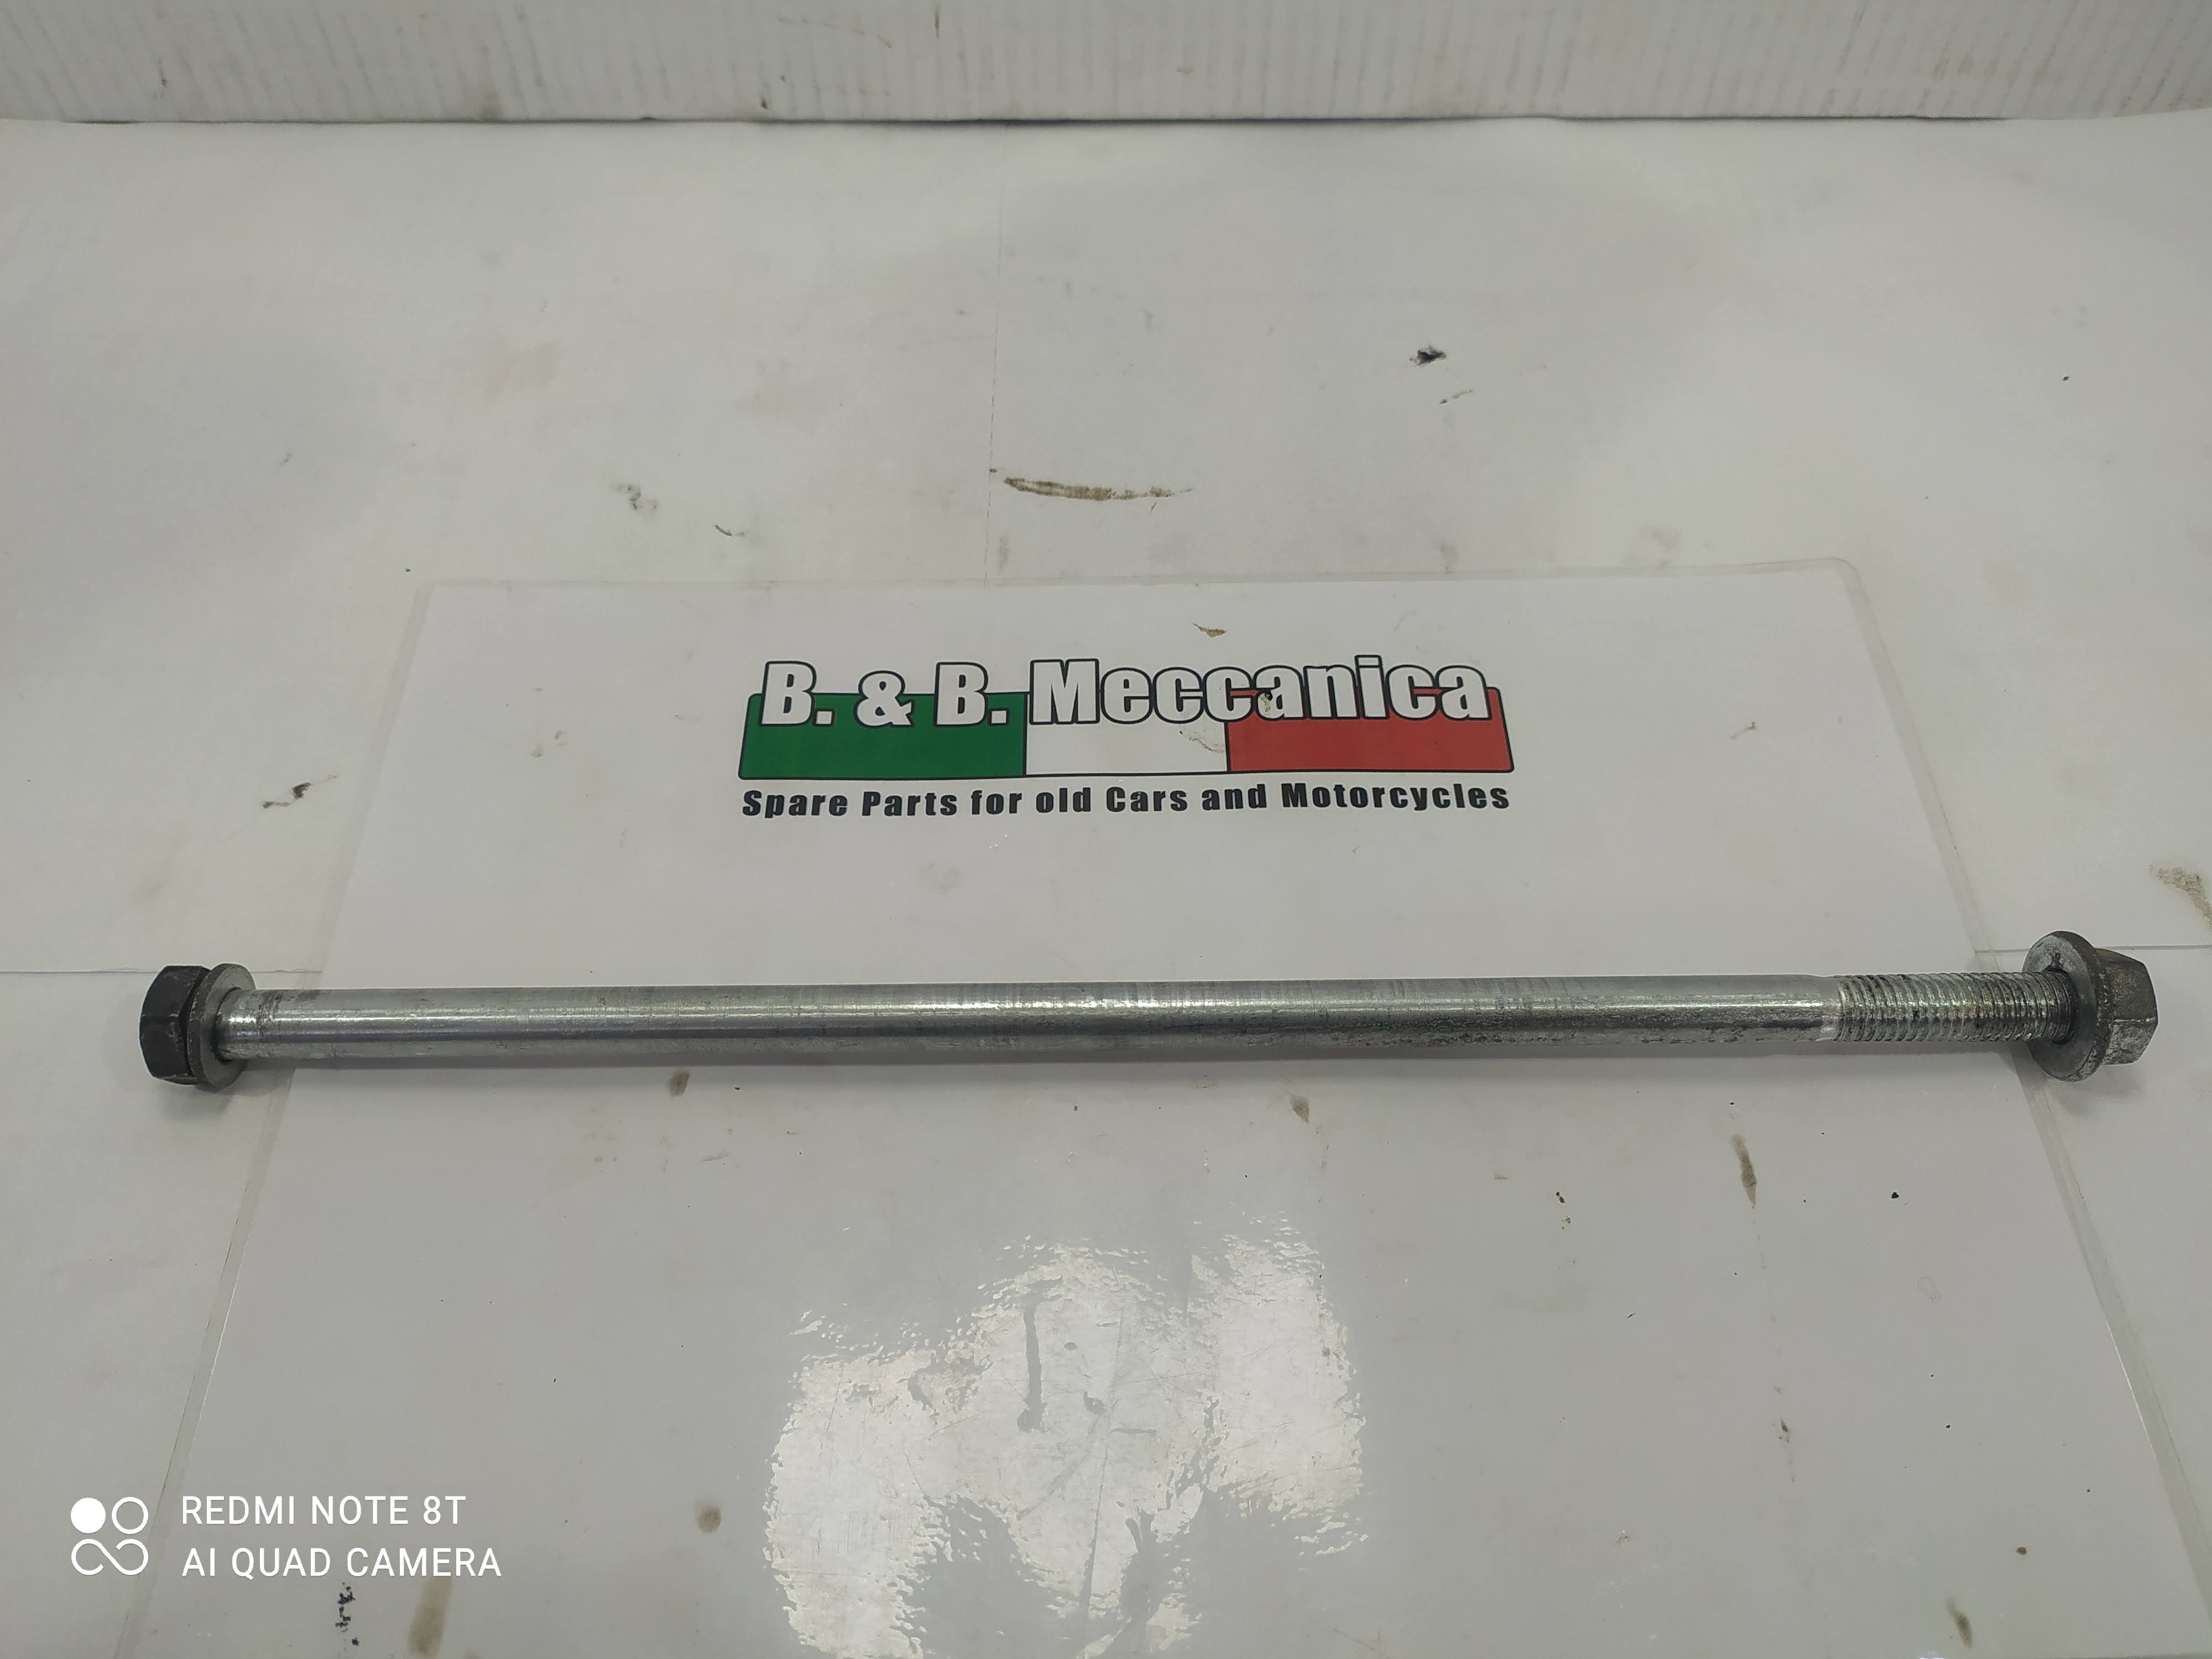 B. & B. Meccanica
Spare Parts for old Cars and Motorcycles
REDMI NOTE 8T
AI QUAD CAMERA